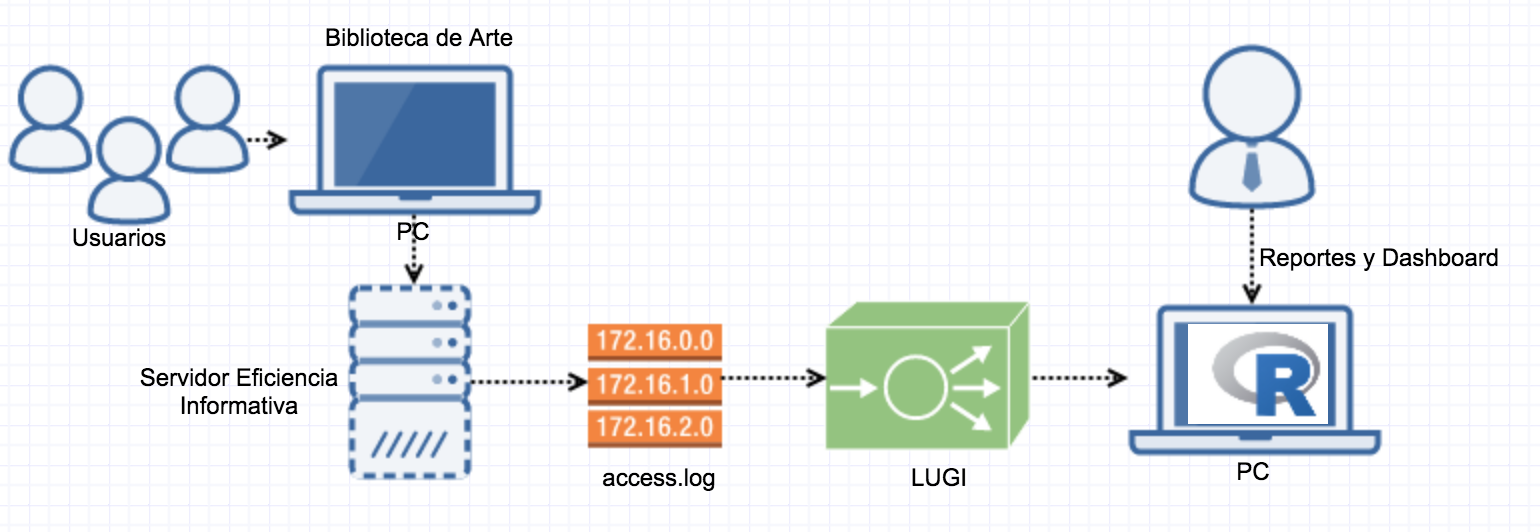 Biblioteca de Arte
Usuarios
PC
Reportes y Dashboard
Servidor Eficiencia
Informativa
172.16.0.0
172.16.1.0
172.16.2.0
access.log
LUGI
R
PC